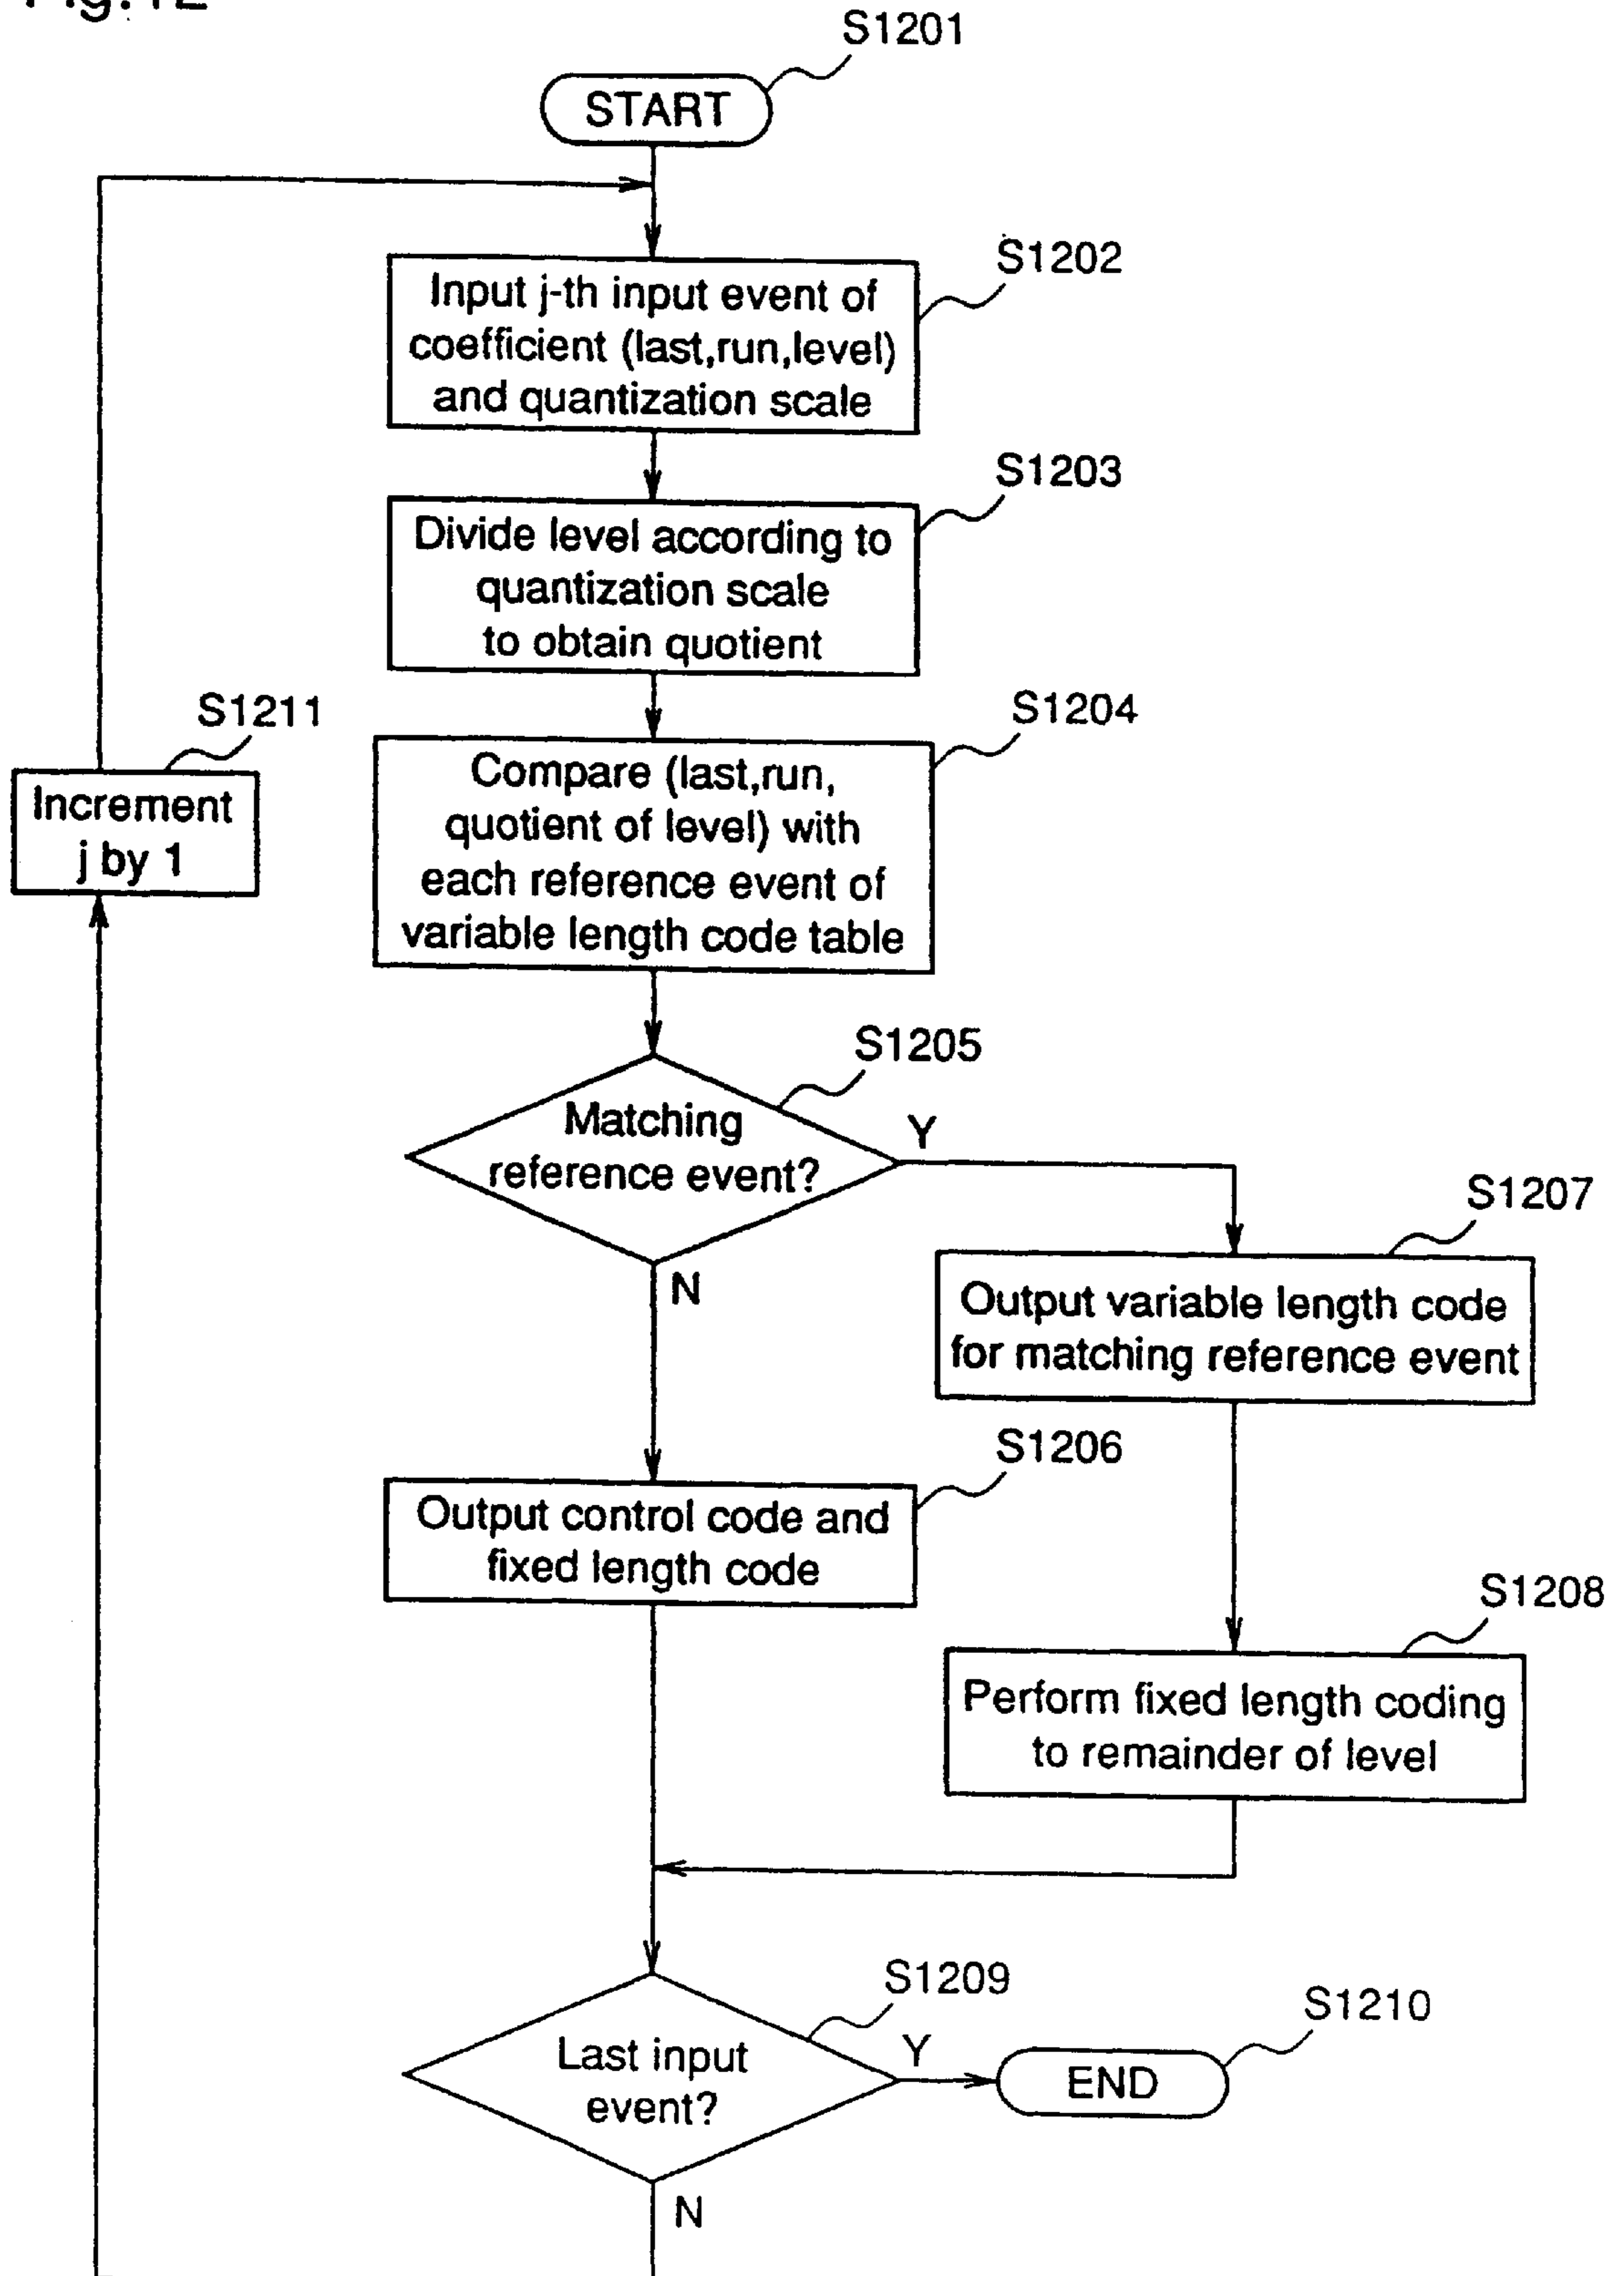 Fig.12
S1201
START
S1202
Input j-th input event of
coefficient (last,run,level)
and quantization scale
S1203
Divide level according to
quantization scale
to obtain quotient
S1211
Increment
j by 1
S1204
Compare (last,run,
quotient of level) with
each reference event of
variable length code table
S1205
Matching
reference event?
Y
N
S1207
Output variable length code
for matching reference event
S1206
Output control code and
fixed length code
S1208
Perform fixed length coding
to remainder of level
S1209
Last input
event?
Y
S1210
END
N